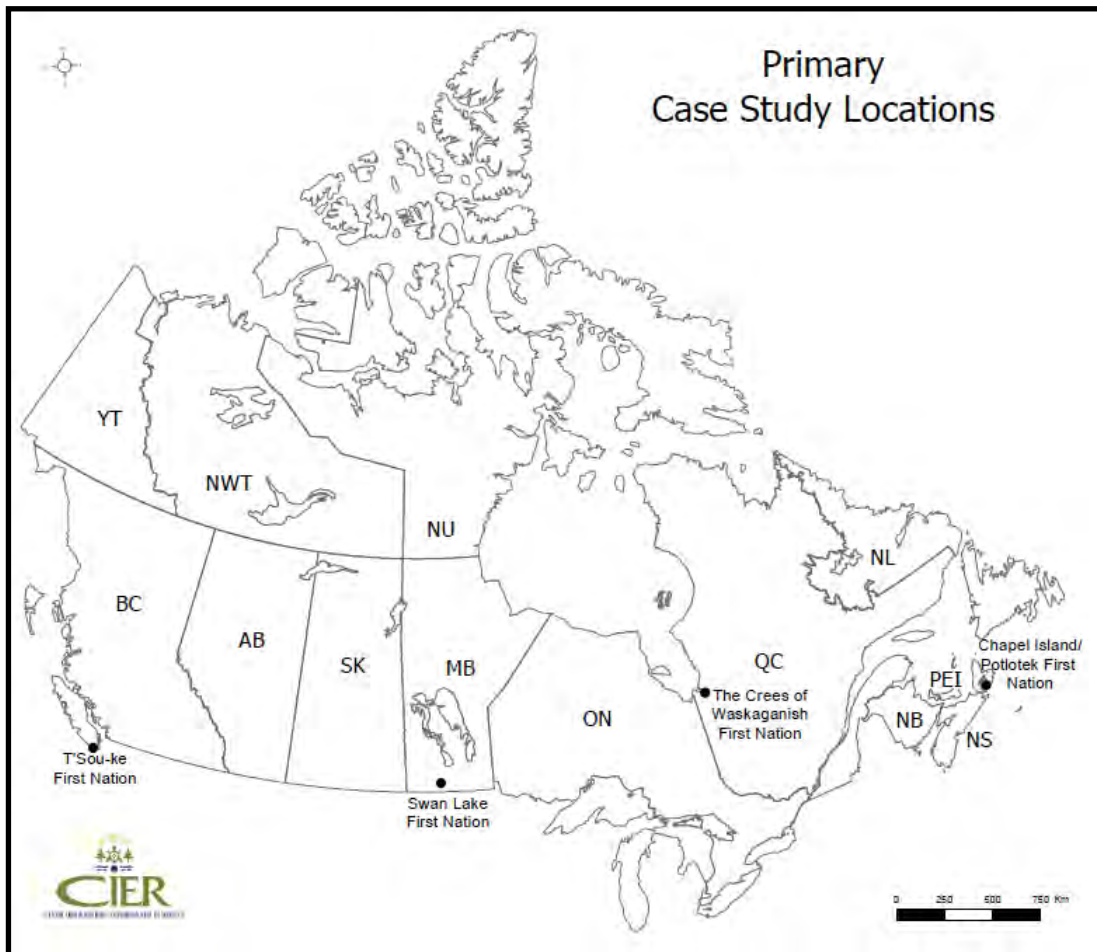 Primary
Case Study Locations
YT
NWT
NU
NL
BC
AB
SK
MB
QC
Chapel Island/
Potlotek First
Nation
PEI
The Crees of
Waskaganish
First Nation
ON
NB
NS
T'Sou-ke
First Nation
Swan Lake
First Nation
CIER
0 250 500 750 Km